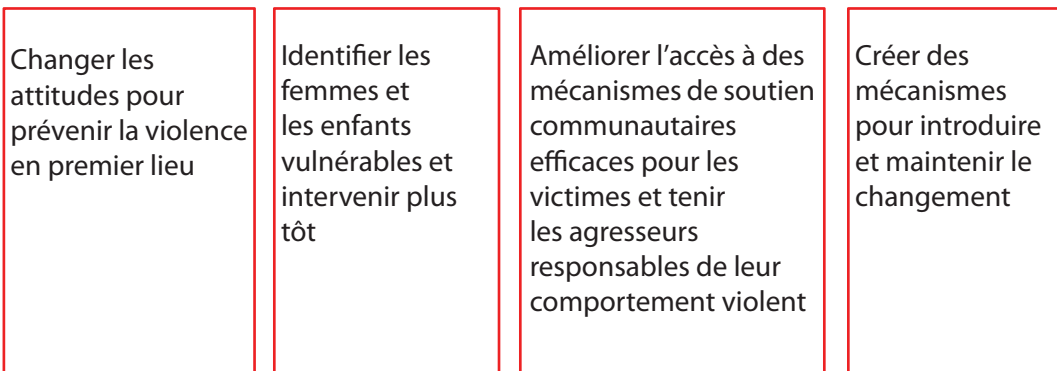 Changer les
attitudes pour
prévenir la violence
en premier lieu
Identifier les
femmes et
les enfants
vulnérables et
intervenir plus
tôt
Améliorer l’accès à des
mécanismes de soutien
communautaires
efficaces pour les
victimes et tenir
les agresseurs
responsables de leur
comportement violent
Créer des
mécanismes
pour introduire
et maintenir le
changement